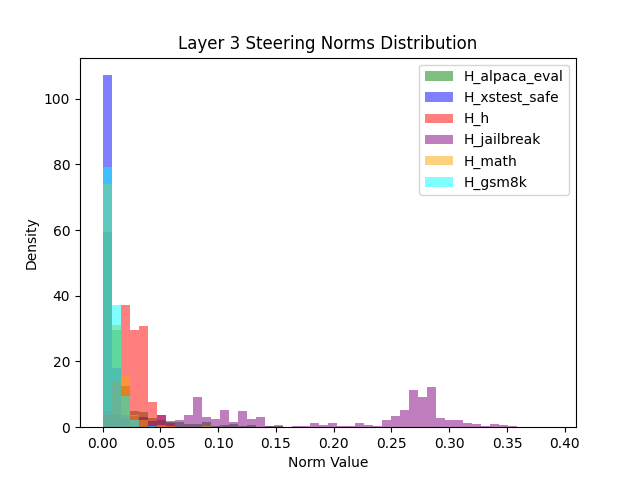 Layer 3 Steering Norms Distribution
H_alpaca_eval
H_xstest_safe
H_h
H_jailbreak
H_math
H_gsm8k
100
80
60
40
20
0
Density
0.00 0.05 0.10 0.15 0.20 0.25 0.30 0.35 0.40
Norm Value